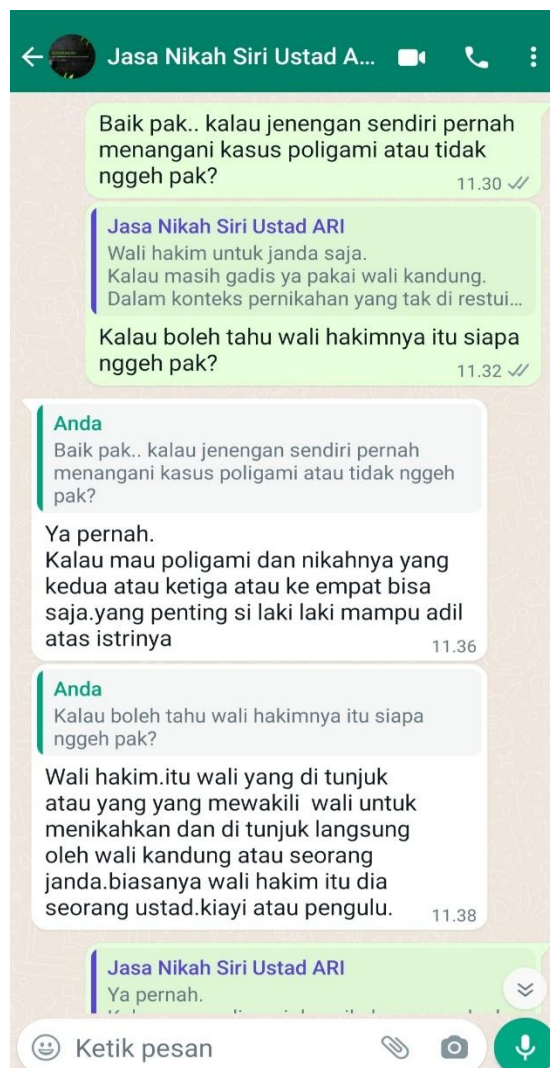 Jasa Nikah Siri Ustad A...
Baik pak.. kalau jenengan sendiri pernah
menangani kasus poligami atau tidak
nggeh pak?
11.30
Jasa Nikah Siri Ustad ARI
Wali hakim untuk janda saja.
Kalau masih gadis ya pakai wali kandung.
Dalam konteks pernikahan yang tak di restui...
Kalau boleh tahu wali hakimnya itu siapa
nggeh pak?
11.32
Anda
Baik pak.. kalau jenengan sendiri pernah
menangani kasus poligami atau tidak nggeh
pak?
Ya pernah.
Kalau mau poligami dan nikahnya yang
kedua atau ketiga atau ke empat bisa
saja.yang penting si laki laki mampu adil
atas istrinya
11.36
Anda
Kalau boleh tahu wali hakimnya itu siapa
nggeh pak?
Wali hakim.itu wali yang di tunjuk
atau yang yang mewakili wali untuk
menikahkan dan di tunjuk langsung
oleh wali kandung atau seorang
janda.biasanya wali hakim itu dia
seorang ustad.kiayi atau pengulu.
11.38
Jasa Nikah Siri Ustad ARI
Ya pernah.
Ketik pesan